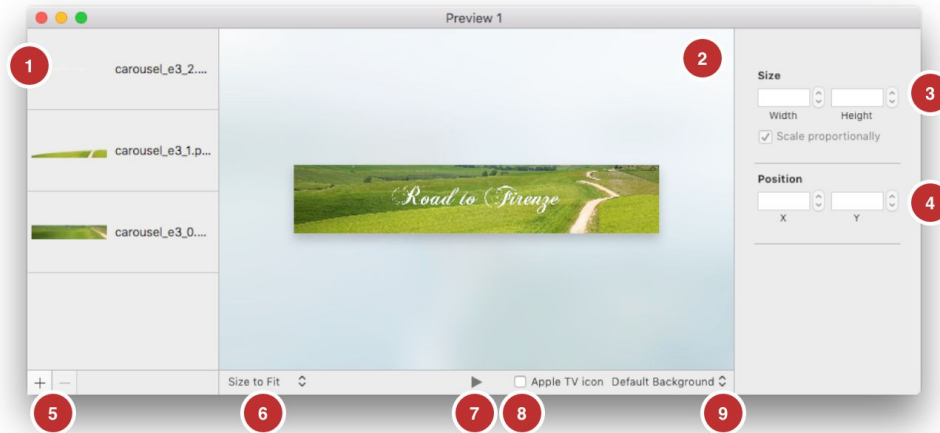 Preview 1
1
carousel_e3_2....
2
Size
3
Width Height
Scale proportionally
carousel_e3_1.p...
Position
Road to Firenze
4
X Y
carousel_e3_0....
+ −
Size to Fit
Apple TV icon Default Background
5 6 7 8 9